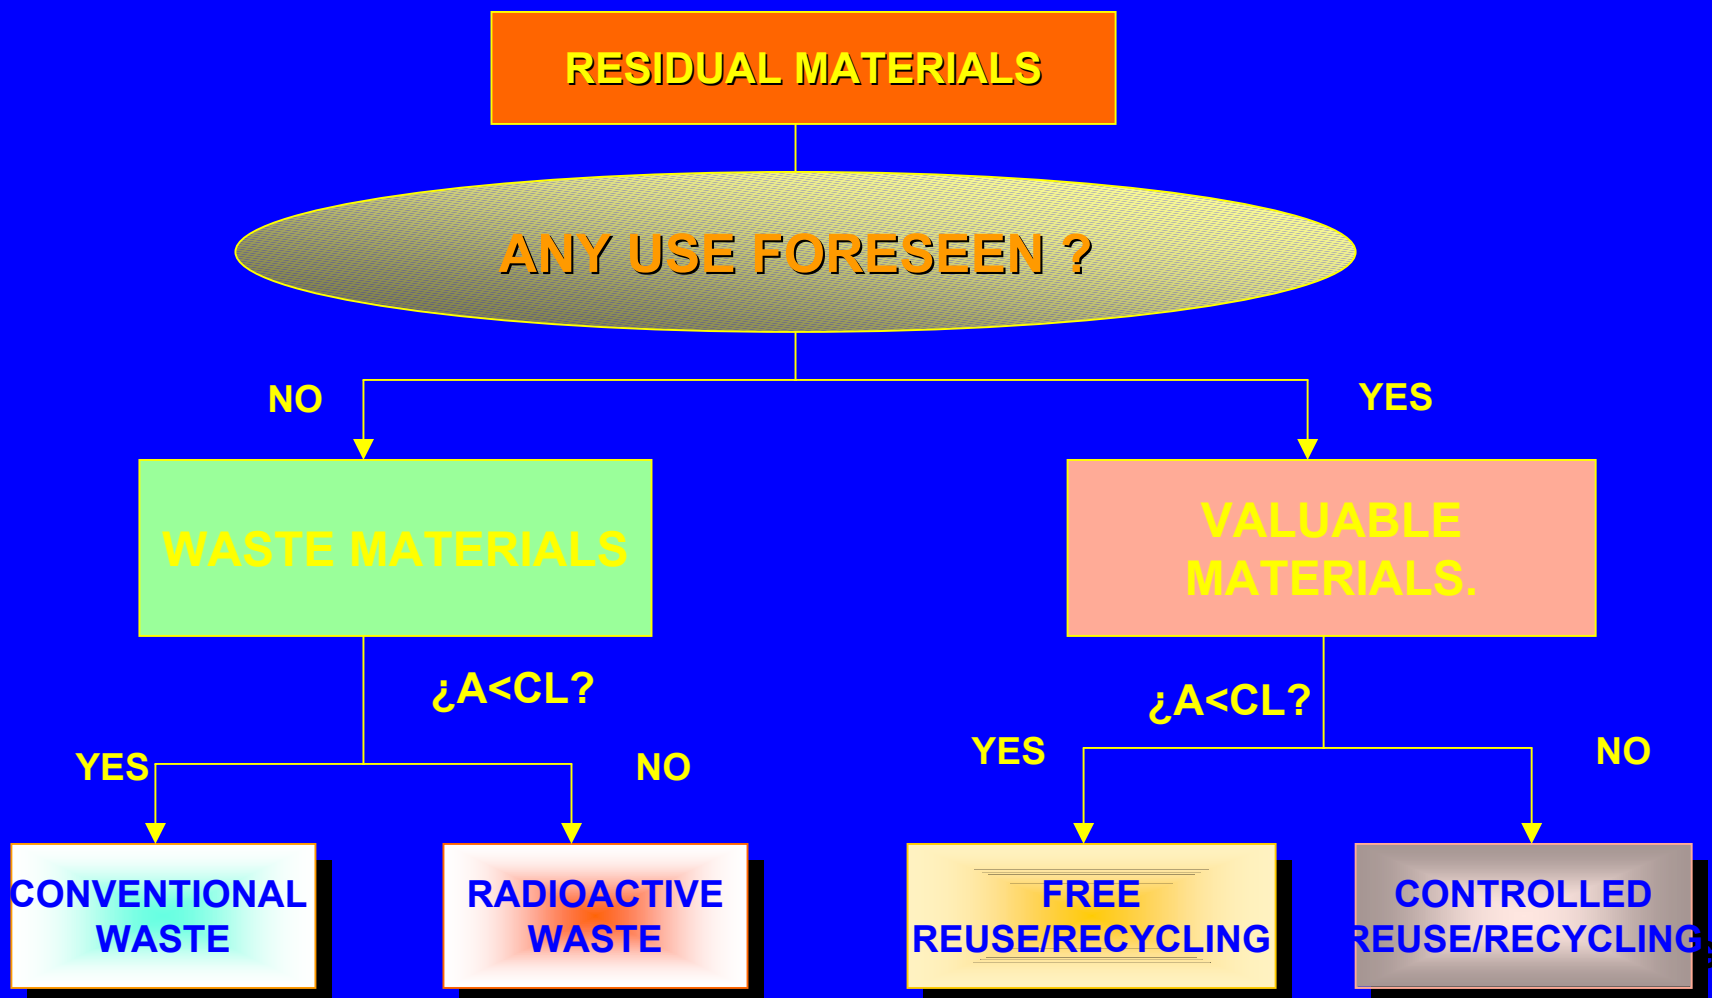 RESIDUAL MATERIALS
ANY USE FORESEEN ?
NO
YES
WASTE MATERIALS
VALUABLE
MATERIALS.
¿A<CL?
¿A<CL?
YES
NO
YES
NO
CONVENTIONAL
WASTE
RADIOACTIVE
WASTE
FREE
REUSE/RECYCLING
CONTROLLED
REUSE/RECYCLING